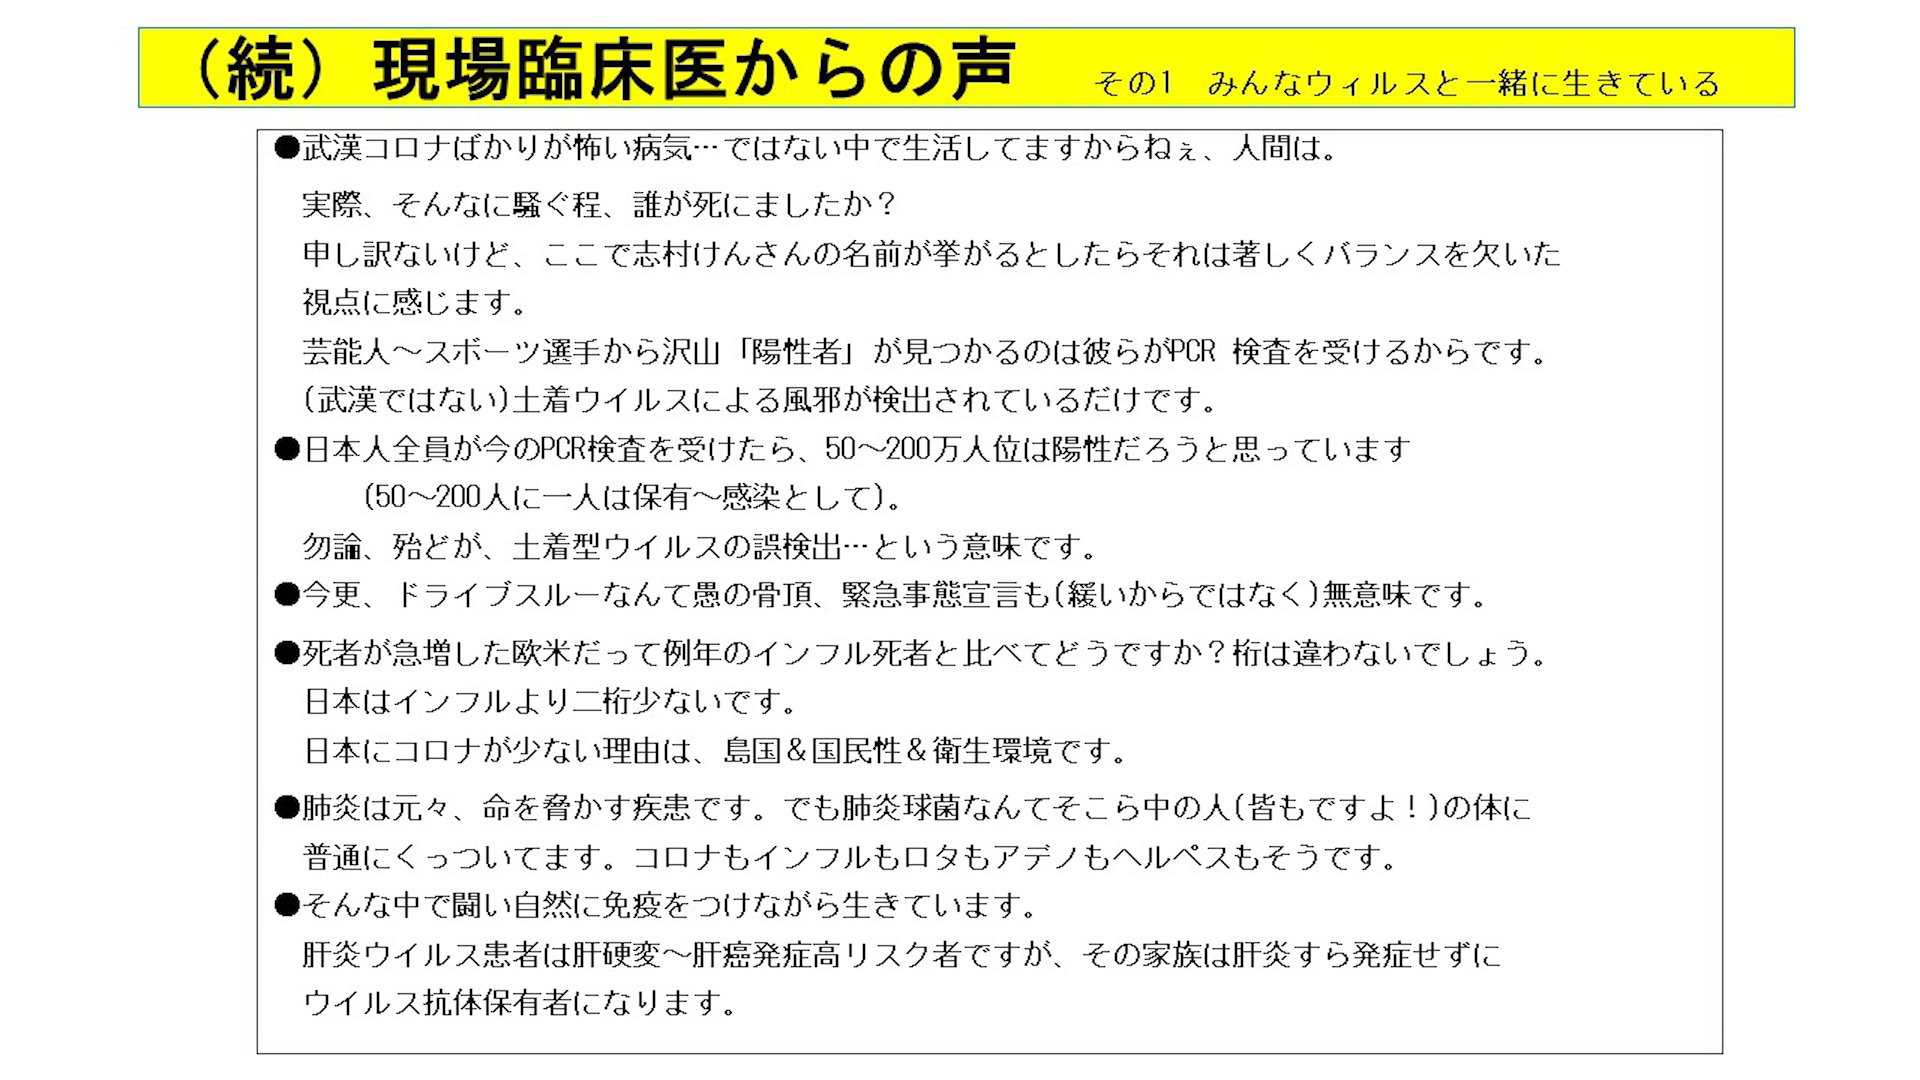 （続）現場臨床医からの声　その1　みんなウィルスと一緒に生きている
●武漢コロナばかりが怖い病気…ではない中で生活してますからねぇ、人間は。
実際、そんなに騒ぐ程、誰が死にましたか？
申し訳ないけど、ここで志村けんさんの名前が挙がるとしたらそれは著しくバランスを欠いた
視点に感じます。
芸能人～スポーツ選手から沢山「陽性者」が見つかるのは彼らがPCR 検査を受けるからです。
(武漢ではない)土着ウイルスによる風邪が検出されているだけです。
●日本人全員が今のPCR検査を受けたら、50～200万人位は陽性だろうと思っています
(50～200人に一人は保有～感染として)。
勿論、殆どが、土着型ウイルスの誤検出…という意味です。
●今更、ドライブスルーなんて愚の骨頂、緊急事態宣言も(緩いからではなく)無意味です。
●死者が急増した欧米だって例年のインフル死者と比べてどうですか？桁は違わないでしょう。
日本はインフルより二桁少ないです。
日本にコロナが少ない理由は、島国＆国民性＆衛生環境です。
●肺炎は元々、命を脅かす疾患です。でも肺炎球菌なんてそこら中の人(皆もですよ！)の体に
普通にくっついてます。コロナもインフルもロタもアデノもヘルペスもそうです。
●そんな中で闘い自然に免疫をつけながら生きています。
肝炎ウイルス患者は肝硬変～肝癌発症高リスク者ですが、その家族は肝炎すら発症せずに
ウイルス抗体保有者になります。